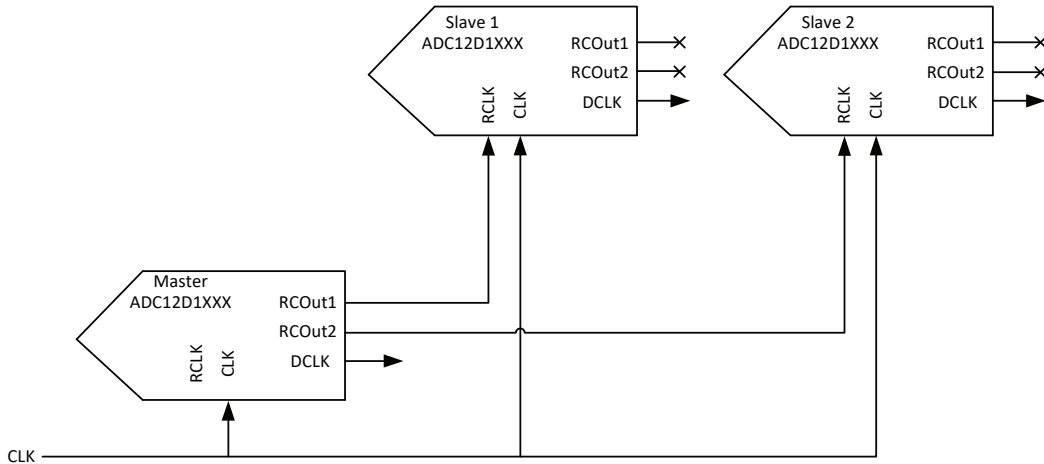 Slave 1
ADC12D1XXX
RCOut1
RCOut2
DCLK
RCLK
CLK
Slave 2
ADC12D1XXX
RCOut1
RCOut2
DCLK
RCLK
CLK
Master
ADC12D1XXX
RCOut1
RCOut2
DCLK
RCLK
CLK
CLK